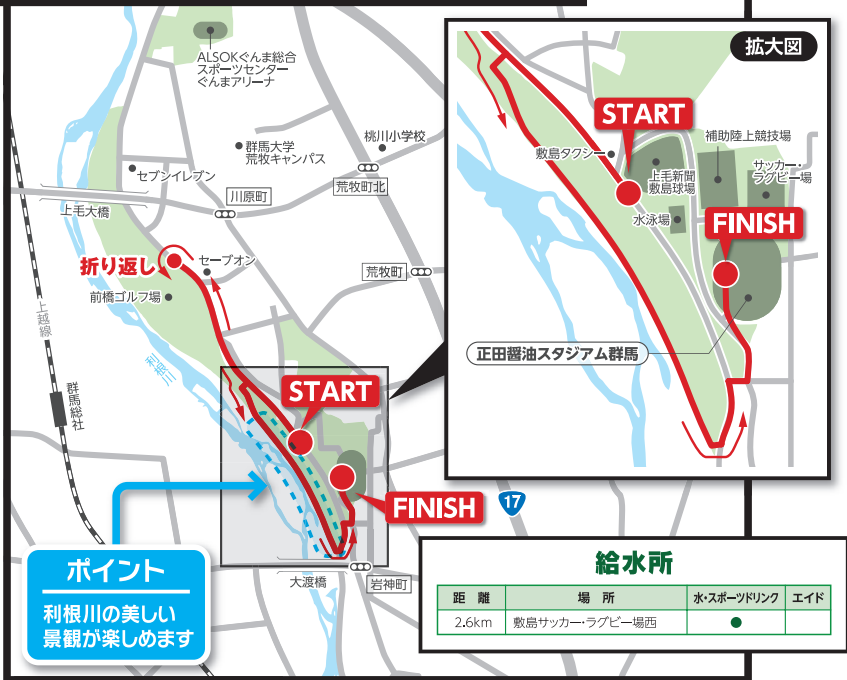 ALSOKぐんま総合
スポーツセンター
ぐんまアリーナ
群馬大学
荒牧キャンパス
桃川小学校
セブンイレブン
川原町
荒牧町北
上毛大橋
折り返し
セーブオン
荒牧町
前橋ゴルフ場
上越線
利根川
群馬総社
START
FINISH
17
大渡橋
岩神町
ポイント
利根川の美しい
景観が楽しめます
拡大図
START
敷島タクシー
上毛新聞
敷島球場
補助陸上競技場
サッカー・
ラグビー場
水泳場
FINISH
正田醤油スタジアム群馬
給水所
距 離 場 所 水・スポーツドリンク エイド
2.6km 敷島サッカー・ラグビー場西 ●